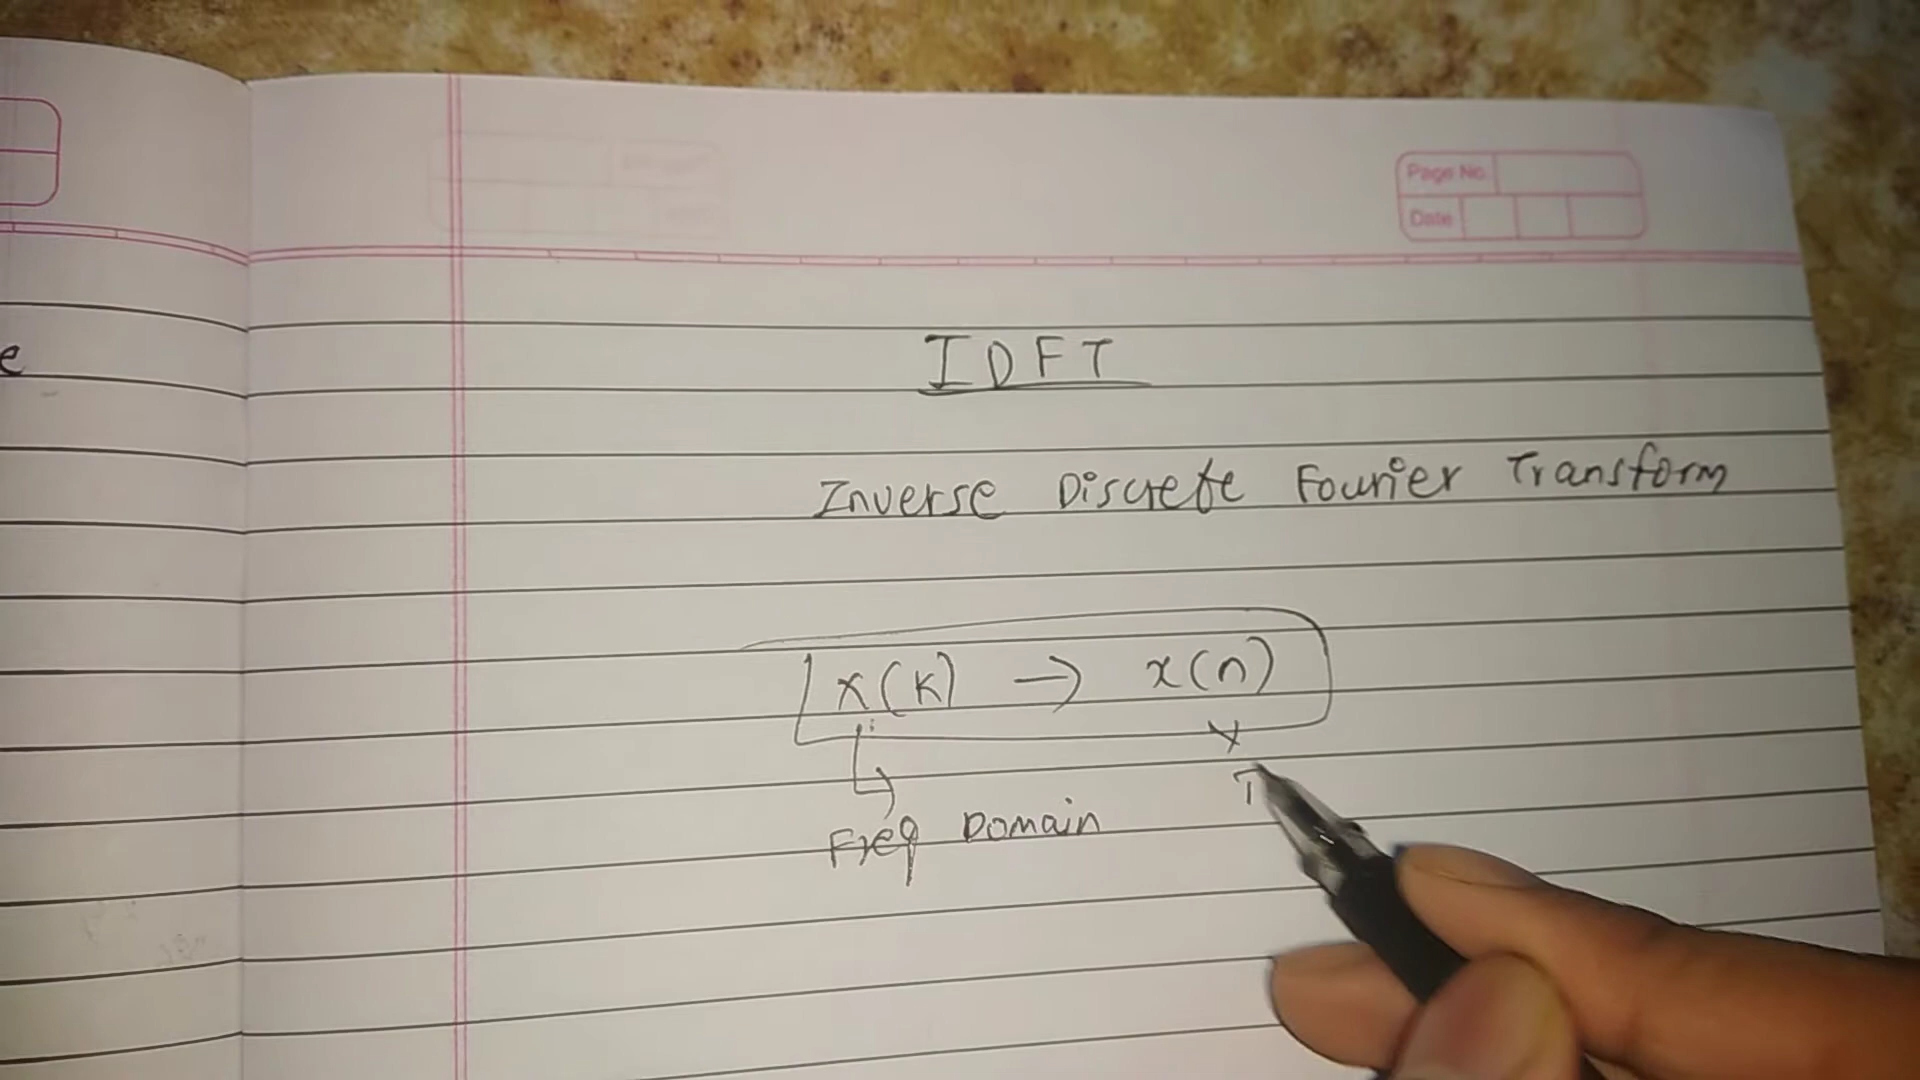 Page No.
Date
e
IDFT
Inverse Discrete Fourier Transform
X(K) → x(n)
T
Freq Domain